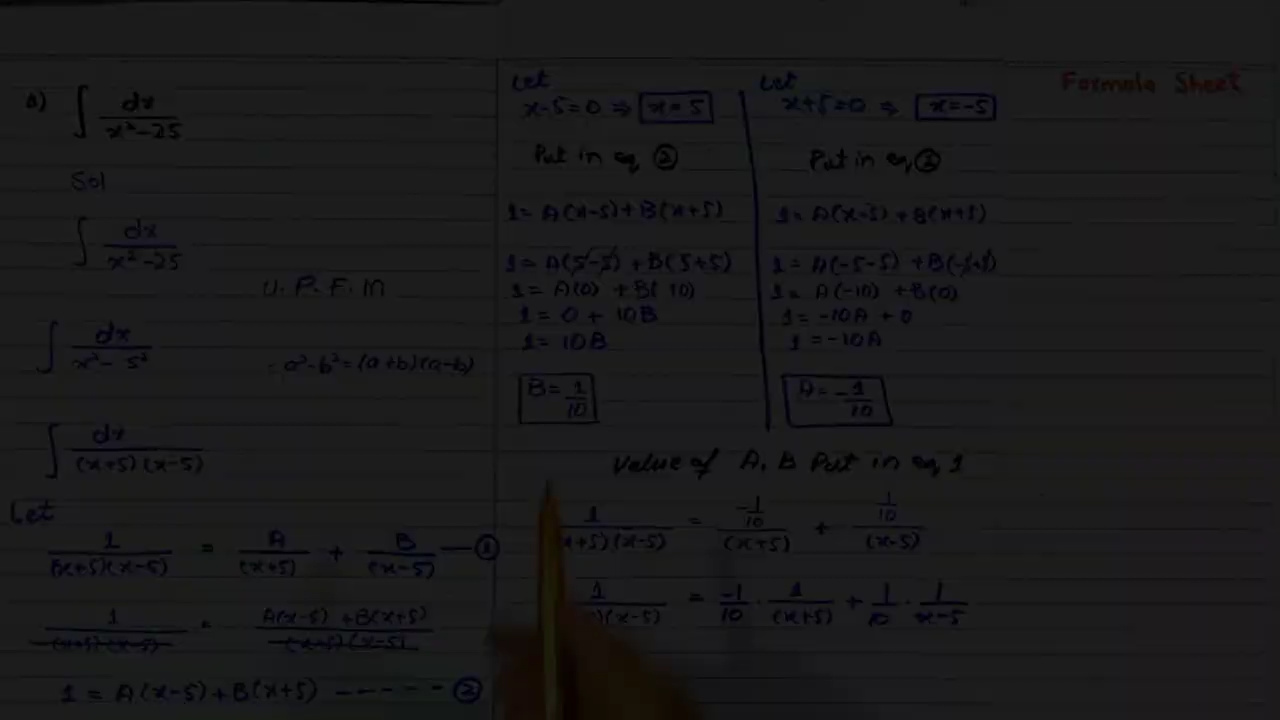 a) ∫ dx / x²-25
Sol
∫ dx / x²-25
U. P. F. M
∫ dx / x²- 5²
= a²-b²=(a+b)(a-b)
∫ dx / (x+5)(x-5)
Let
1 / (x+5)(x-5) = A / (x+5) + B / (x-5) — ①
1 / (x+5)(x-5) = A(x-5)+B(x+5) / (x+5)(x-5)
1 = A(x-5)+B(x+5) ------ ②
Let
x-5=0 ⇒ x=5
Put in eq ②
1= A(x-5)+B(x+5)
1= A(5-5) + B(5+5)
1= A(0) + B( 10)
1= 0 + 10B
1= 10B
B= 1/10
Let
x+5=0 ⇒ x=-5
Put in eq ②
1= A(x-5) +B(x+5)
1= A(-5-5) +B(-5+5)
1= A(-10) +B(0)
1= -10A + 0
1= -10A
A= -1/10
Value of A, B Put in eq 1
1 / x+5)(x-5) = -1/10 / (x+5) + 1/10 / (x-5)
1 / )(x-5) = -1/10 . 1/(x+5) + 1/10 . 1/x-5
Formula Sheet